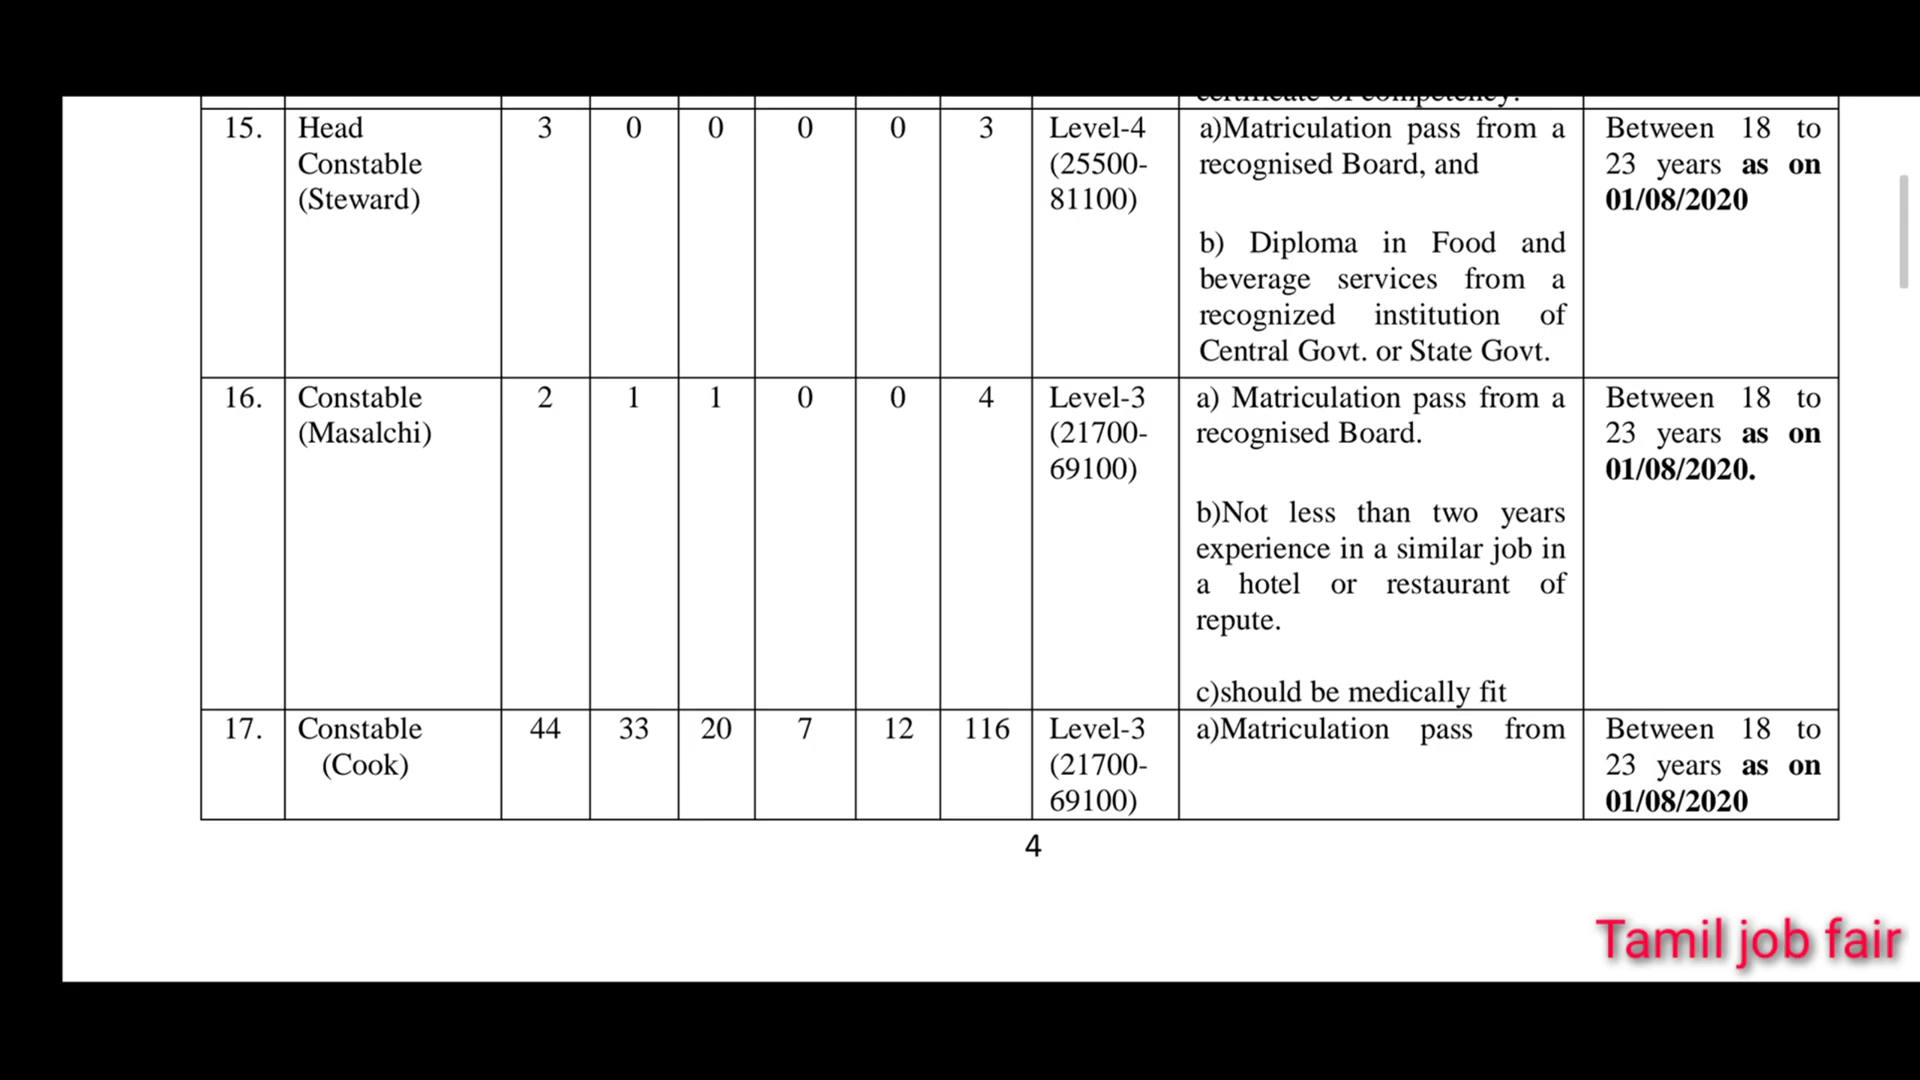 certificate of competency.
15. Head 3 0 0 0 0 3 Level-4 a)Matriculation pass from a Between 18 to
Constable (25500- recognised Board, and 23 years as on
(Steward) 81100) 01/08/2020
b) Diploma in Food and
beverage services from a
recognized institution of
Central Govt. or State Govt.
16. Constable 2 1 1 0 0 4 Level-3 a) Matriculation pass from a Between 18 to
(Masalchi) (21700- recognised Board. 23 years as on
69100) 01/08/2020.
b)Not less than two years
experience in a similar job in
a hotel or restaurant of
repute.
c)should be medically fit
17. Constable 44 33 20 7 12 116 Level-3 a)Matriculation pass from Between 18 to
(Cook) (21700- 23 years as on
69100) 01/08/2020
4
Tamil job fair